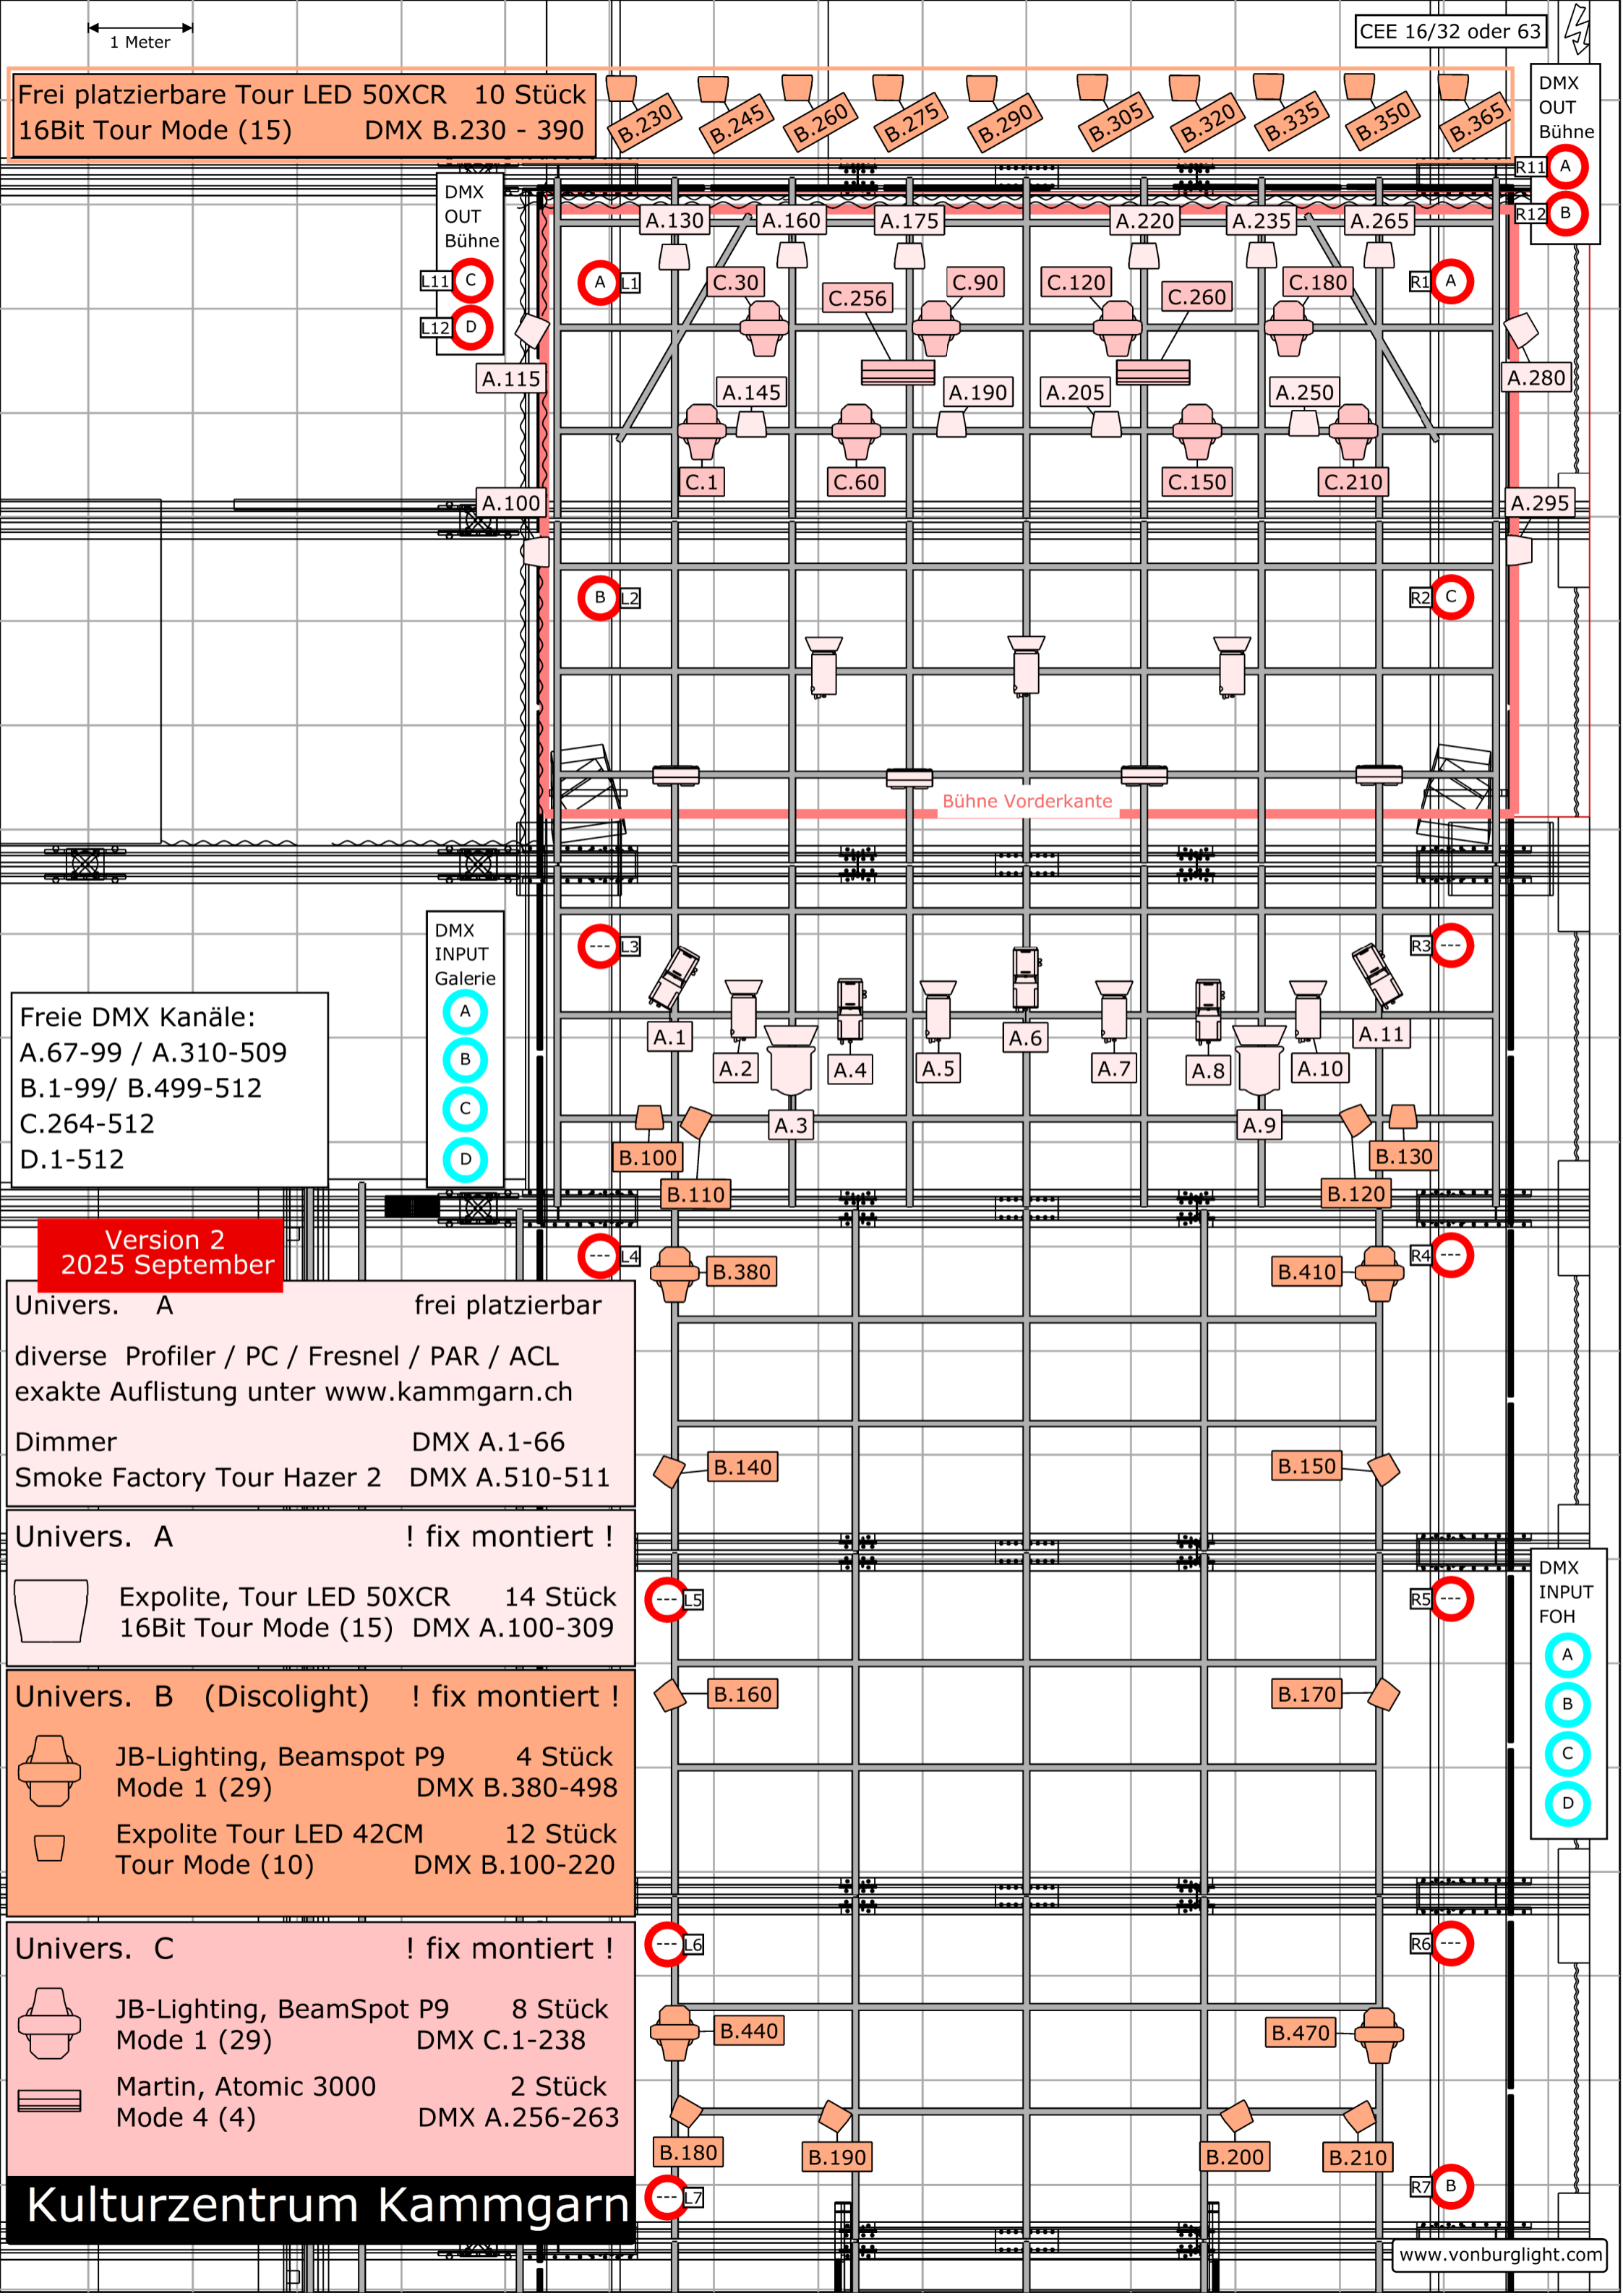 1 Meter
CEE 16/32 oder 63
Frei platzierbare Tour LED 50XCR 10 Stück
16Bit Tour Mode (15) DMX B.230 - 390
B.230
B.245
B.260
B.275
B.290
B.305
B.320
B.335
B.350
B.365
DMX
OUT
Bühne
R11 A
R12 B
DMX
OUT
Bühne
L11 C
L12 D
A.130
A.160
A.175
A.220
A.235
A.265
A L1
C.30
C.256
C.90
C.120
C.260
C.180
R1 A
A.115
A.145
A.190
A.205
A.250
A.280
C.1
C.60
C.150
C.210
A.100
A.295
B L2
R2 C
Bühne Vorderkante
DMX
INPUT
Galerie
A
B
C
D
--- L3
R3 ---
Freie DMX Kanäle:
A.67-99 / A.310-509
B.1-99/ B.499-512
C.264-512
D.1-512
A.1
A.2
A.3
A.4
A.5
A.6
A.7
A.8
A.9
A.10
A.11
B.100
B.110
B.120
B.130
Version 2
2025 September
--- L4
R4 ---
B.380
B.410
Univers. A frei platzierbar
diverse Profiler / PC / Fresnel / PAR / ACL
exakte Auflistung unter www.kammgarn.ch
Dimmer DMX A.1-66
Smoke Factory Tour Hazer 2 DMX A.510-511
B.140
B.150
Univers. A ! fix montiert !
Expolite, Tour LED 50XCR 14 Stück
16Bit Tour Mode (15) DMX A.100-309
--- L5
R5 ---
DMX
INPUT
FOH
A
B
C
D
Univers. B (Discolight) ! fix montiert !
JB-Lighting, Beamspot P9 4 Stück
Mode 1 (29) DMX B.380-498
Expolite Tour LED 42CM 12 Stück
Tour Mode (10) DMX B.100-220
B.160
B.170
Univers. C ! fix montiert !
JB-Lighting, BeamSpot P9 8 Stück
Mode 1 (29) DMX C.1-238
Martin, Atomic 3000 2 Stück
Mode 4 (4) DMX A.256-263
--- L6
R6 ---
B.440
B.470
B.180
B.190
B.200
B.210
--- L7
R7 B
Kulturzentrum Kammgarn
www.vonburglight.com